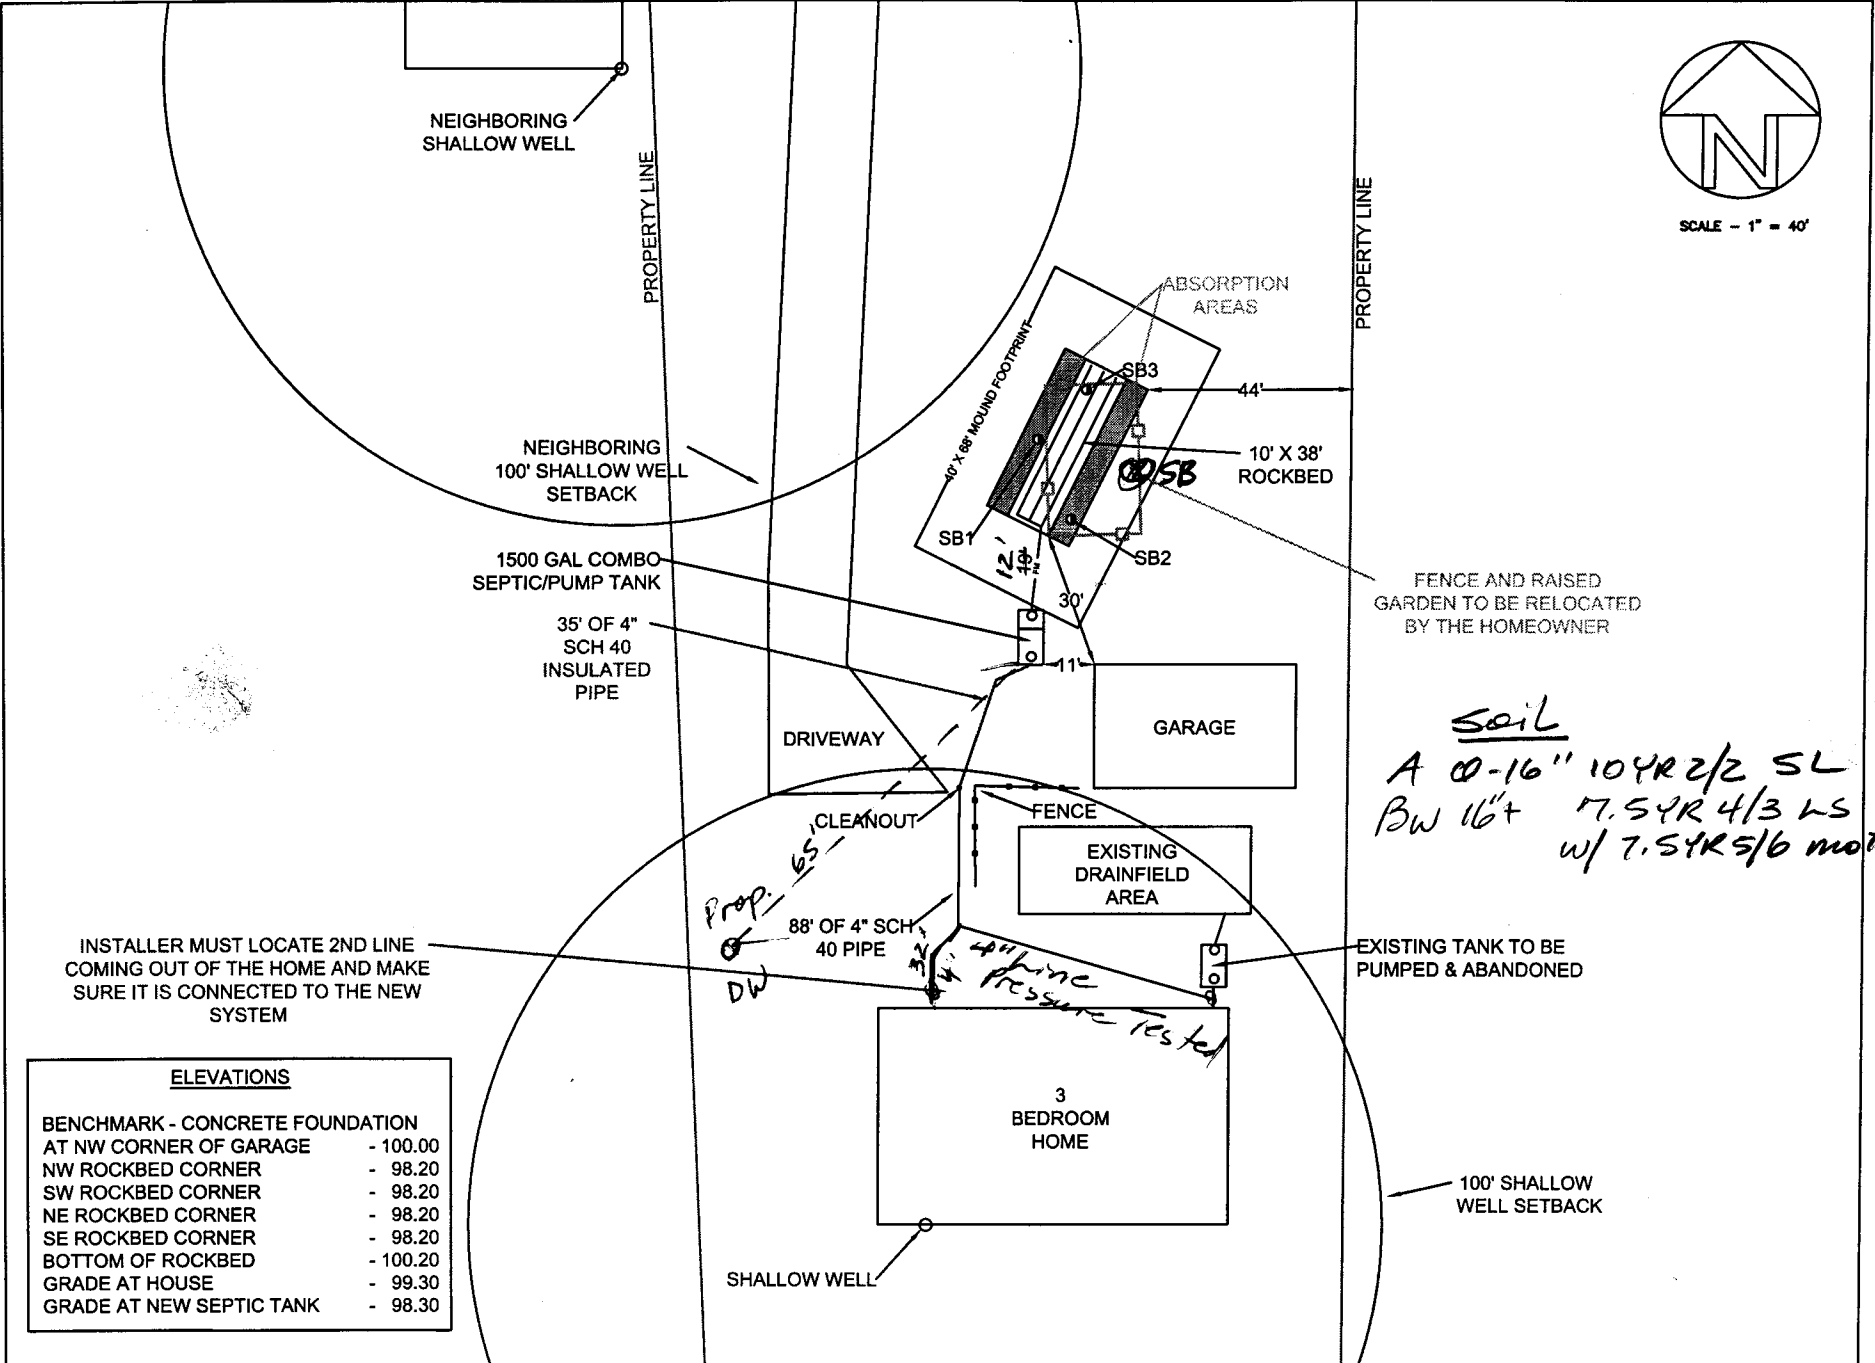 NEIGHBORING
SHALLOW WELL
PROPERTY LINE
PROPERTY LINE
N
SCALE - 1" = 40'
ABSORPTION
AREAS
40' X 68' MOUND FOOTPRINT
SB3
44'
NEIGHBORING
100' SHALLOW WELL
SETBACK
10' X 38'
ROCKBED
SB
SB1
SB2
12'
1500 GAL COMBO
SEPTIC/PUMP TANK
30'
FENCE AND RAISED
GARDEN TO BE RELOCATED
BY THE HOMEOWNER
35' OF 4"
SCH 40
INSULATED
PIPE
11'
DRIVEWAY
GARAGE
Soil
A 0-16" 10YR 2/2 SL
BW 16"+ 7.5YR 4/3 LS
w/ 7.5YR 5/6 mot
CLEANOUT
FENCE
65'
EXISTING
DRAINFIELD
AREA
Prop.
DW
88' OF 4" SCH
40 PIPE
32'
4"
4" Line
Pressure Tested
INSTALLER MUST LOCATE 2ND LINE
COMING OUT OF THE HOME AND MAKE
SURE IT IS CONNECTED TO THE NEW
SYSTEM
EXISTING TANK TO BE
PUMPED & ABANDONED
ELEVATIONS
BENCHMARK - CONCRETE FOUNDATION
AT NW CORNER OF GARAGE - 100.00
NW ROCKBED CORNER - 98.20
SW ROCKBED CORNER - 98.20
NE ROCKBED CORNER - 98.20
SE ROCKBED CORNER - 98.20
BOTTOM OF ROCKBED - 100.20
GRADE AT HOUSE - 99.30
GRADE AT NEW SEPTIC TANK - 98.30
3
BEDROOM
HOME
100' SHALLOW
WELL SETBACK
SHALLOW WELL